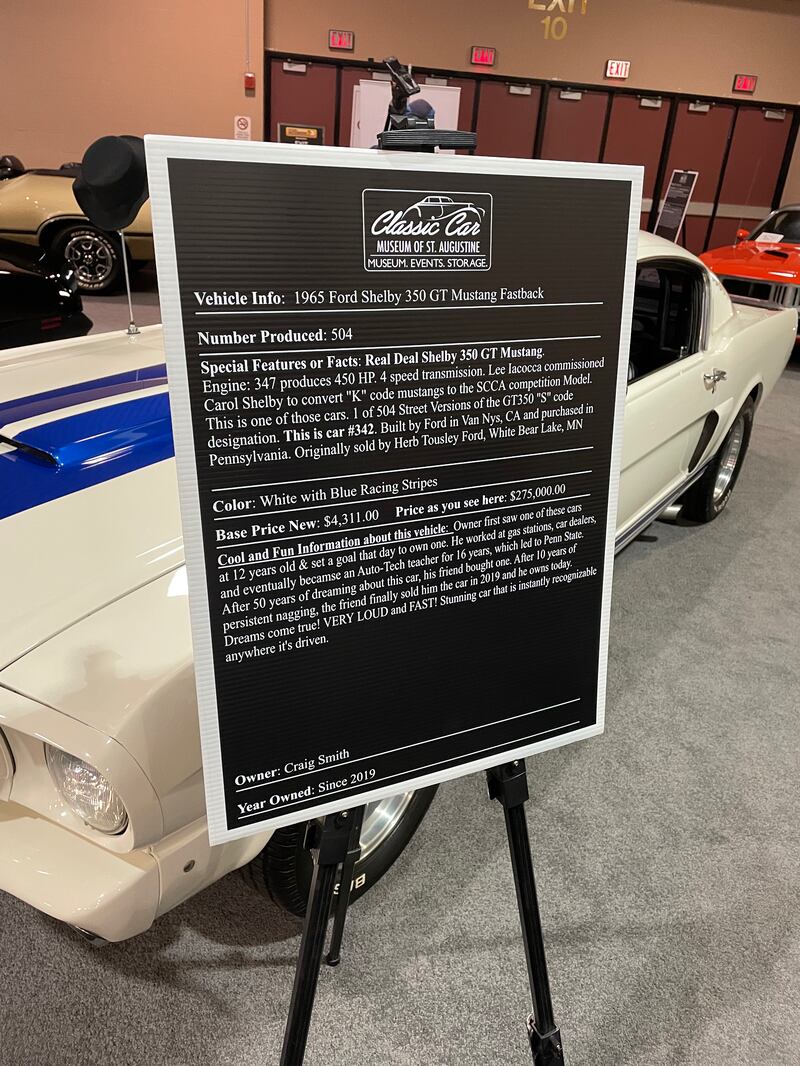 EXIT
10
EXIT
EXIT
EXIT
EXIT
Classic Car
MUSEUM OF ST. AUGUSTINE
MUSEUM. EVENTS. STORAGE.
Vehicle Info: 1965 Ford Shelby 350 GT Mustang Fastback
Number Produced: 504
Special Features or Facts: Real Deal Shelby 350 GT Mustang.
Engine: 347 produces 450 HP. 4 speed transmission. Lee Iacocca commissioned
Carol Shelby to convert "K" code mustangs to the SCCA competition Model.
This is one of those cars. 1 of 504 Street Versions of the GT350 "S" code
designation. This is car #342. Built by Ford in Van Nys, CA and purchased in
Pennsylvania. Originally sold by Herb Tousley Ford, White Bear Lake, MN
Color: White with Blue Racing Stripes
Base Price New: $4,311.00 Price as you see here: $275,000.00
Cool and Fun Information about this vehicle: Owner first saw one of these cars
at 12 years old & set a goal that day to own one. He worked at gas stations, car dealers,
and eventually becamse an Auto-Tech teacher for 16 years, which led to Penn State.
After 50 years of dreaming about this car, his friend bought one. After 10 years of
persistent nagging, the friend finally sold him the car in 2019 and he owns today.
Dreams come true! VERY LOUD and FAST! Stunning car that is instantly recognizable
anywhere it's driven.
Owner: Craig Smith
Year Owned: Since 2019